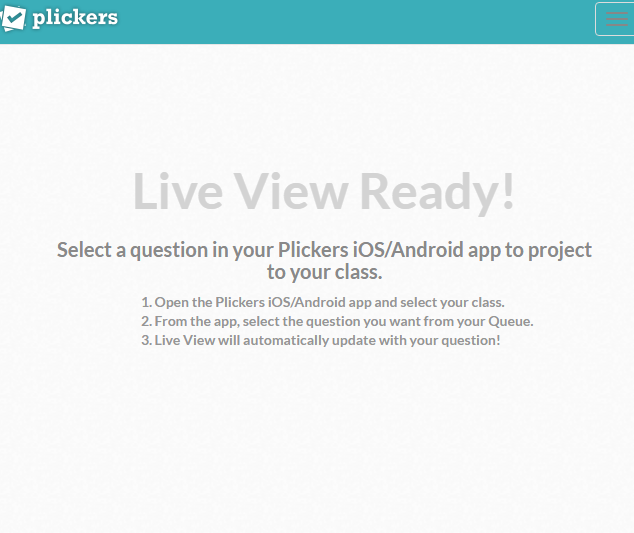 plickers
Live View Ready!
Select a question in your Plickers iOS/Android app to project
to your class.
1. Open the Plickers iOS/Android app and select your class.
2. From the app, select the question you want from your Queue.
3. Live View will automatically update with your question!